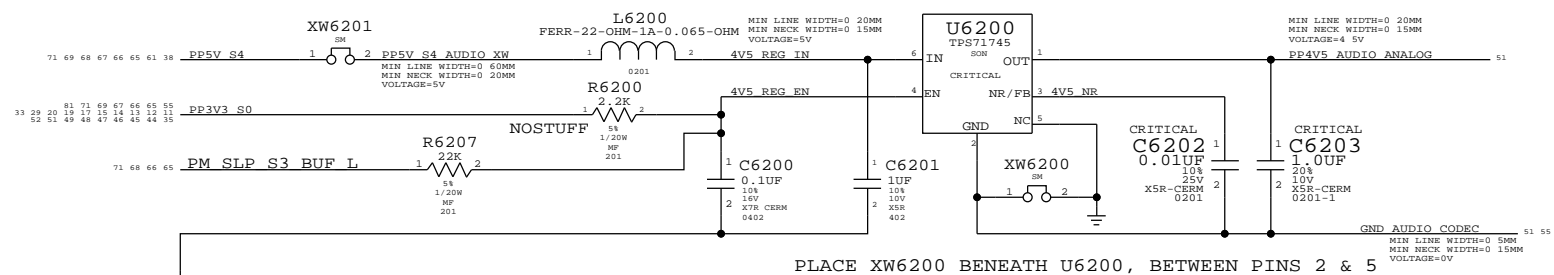 XW6201
SM
1 2
71 69 68 67 66 65 61 38 PP5V S4
PP5V S4 AUDIO XW
MIN LINE WIDTH=0 60MM
MIN NECK WIDTH=0 20MM
VOLTAGE=5V
L6200
FERR-22-OHM-1A-0.065-OHM
1 2
0201
MIN LINE WIDTH=0 20MM
MIN NECK WIDTH=0 15MM
VOLTAGE=5V
4V5 REG IN
U6200
TPS71745
SON
CRITICAL
6 IN
4 EN
OUT 1
NR/FB 3
NC 5
GND
2
MIN LINE WIDTH=0 20MM
MIN NECK WIDTH=0 15MM
VOLTAGE=4 5V
PP4V5 AUDIO ANALOG 51
81 71 69 67 66 65 55
33 29 20 19 17 15 14 13 12 11 PP3V3 S0
52 51 49 48 47 46 45 44 35
R6200
2.2K
1 2
NOSTUFF
5%
1/20W
MF
201
4V5 REG EN
4V5 NR
71 68 66 65 PM SLP S3 BUF L
R6207
22K
1 2
5%
1/20W
MF
201
1 C6200
0.1UF
10%
16V
2 X7R CERM
0402
1 C6201
1UF
10%
10V
2 X5R
402
XW6200
SM
1 2
CRITICAL
C6202 1
0.01UF
10%
25V
X5R-CERM 2
0201
CRITICAL
1 C6203
1.0UF
20%
10V
2 X5R-CERM
0201-1
GND AUDIO CODEC 51 55
MIN LINE WIDTH=0 5MM
MIN NECK WIDTH=0 15MM
VOLTAGE=0V
PLACE XW6200 BENEATH U6200, BETWEEN PINS 2 & 5